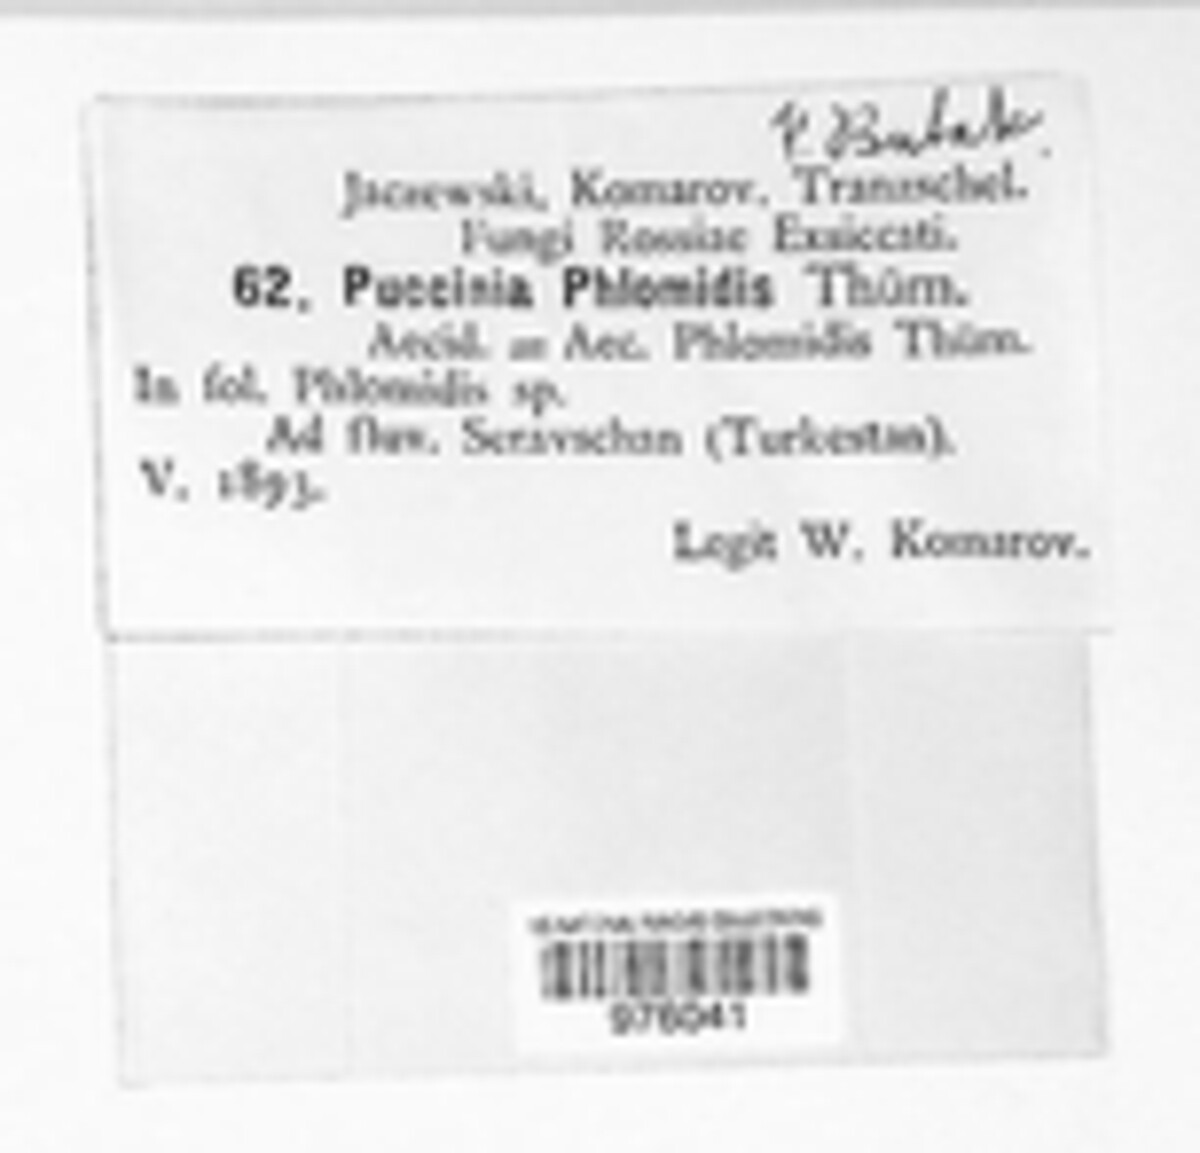 Jaczewski, Komarov, Tranzschel.
Fungi Rossiae Exsiccati.
62. Puccinia Phlomidis Thüm.
Aecid. = Aec. Phlomidis Thüm.
In fol. Phlomidis sp.
Ad fluv. Seravschan (Turkestan).
V. 1893.
Legit W. Komarov.
976041